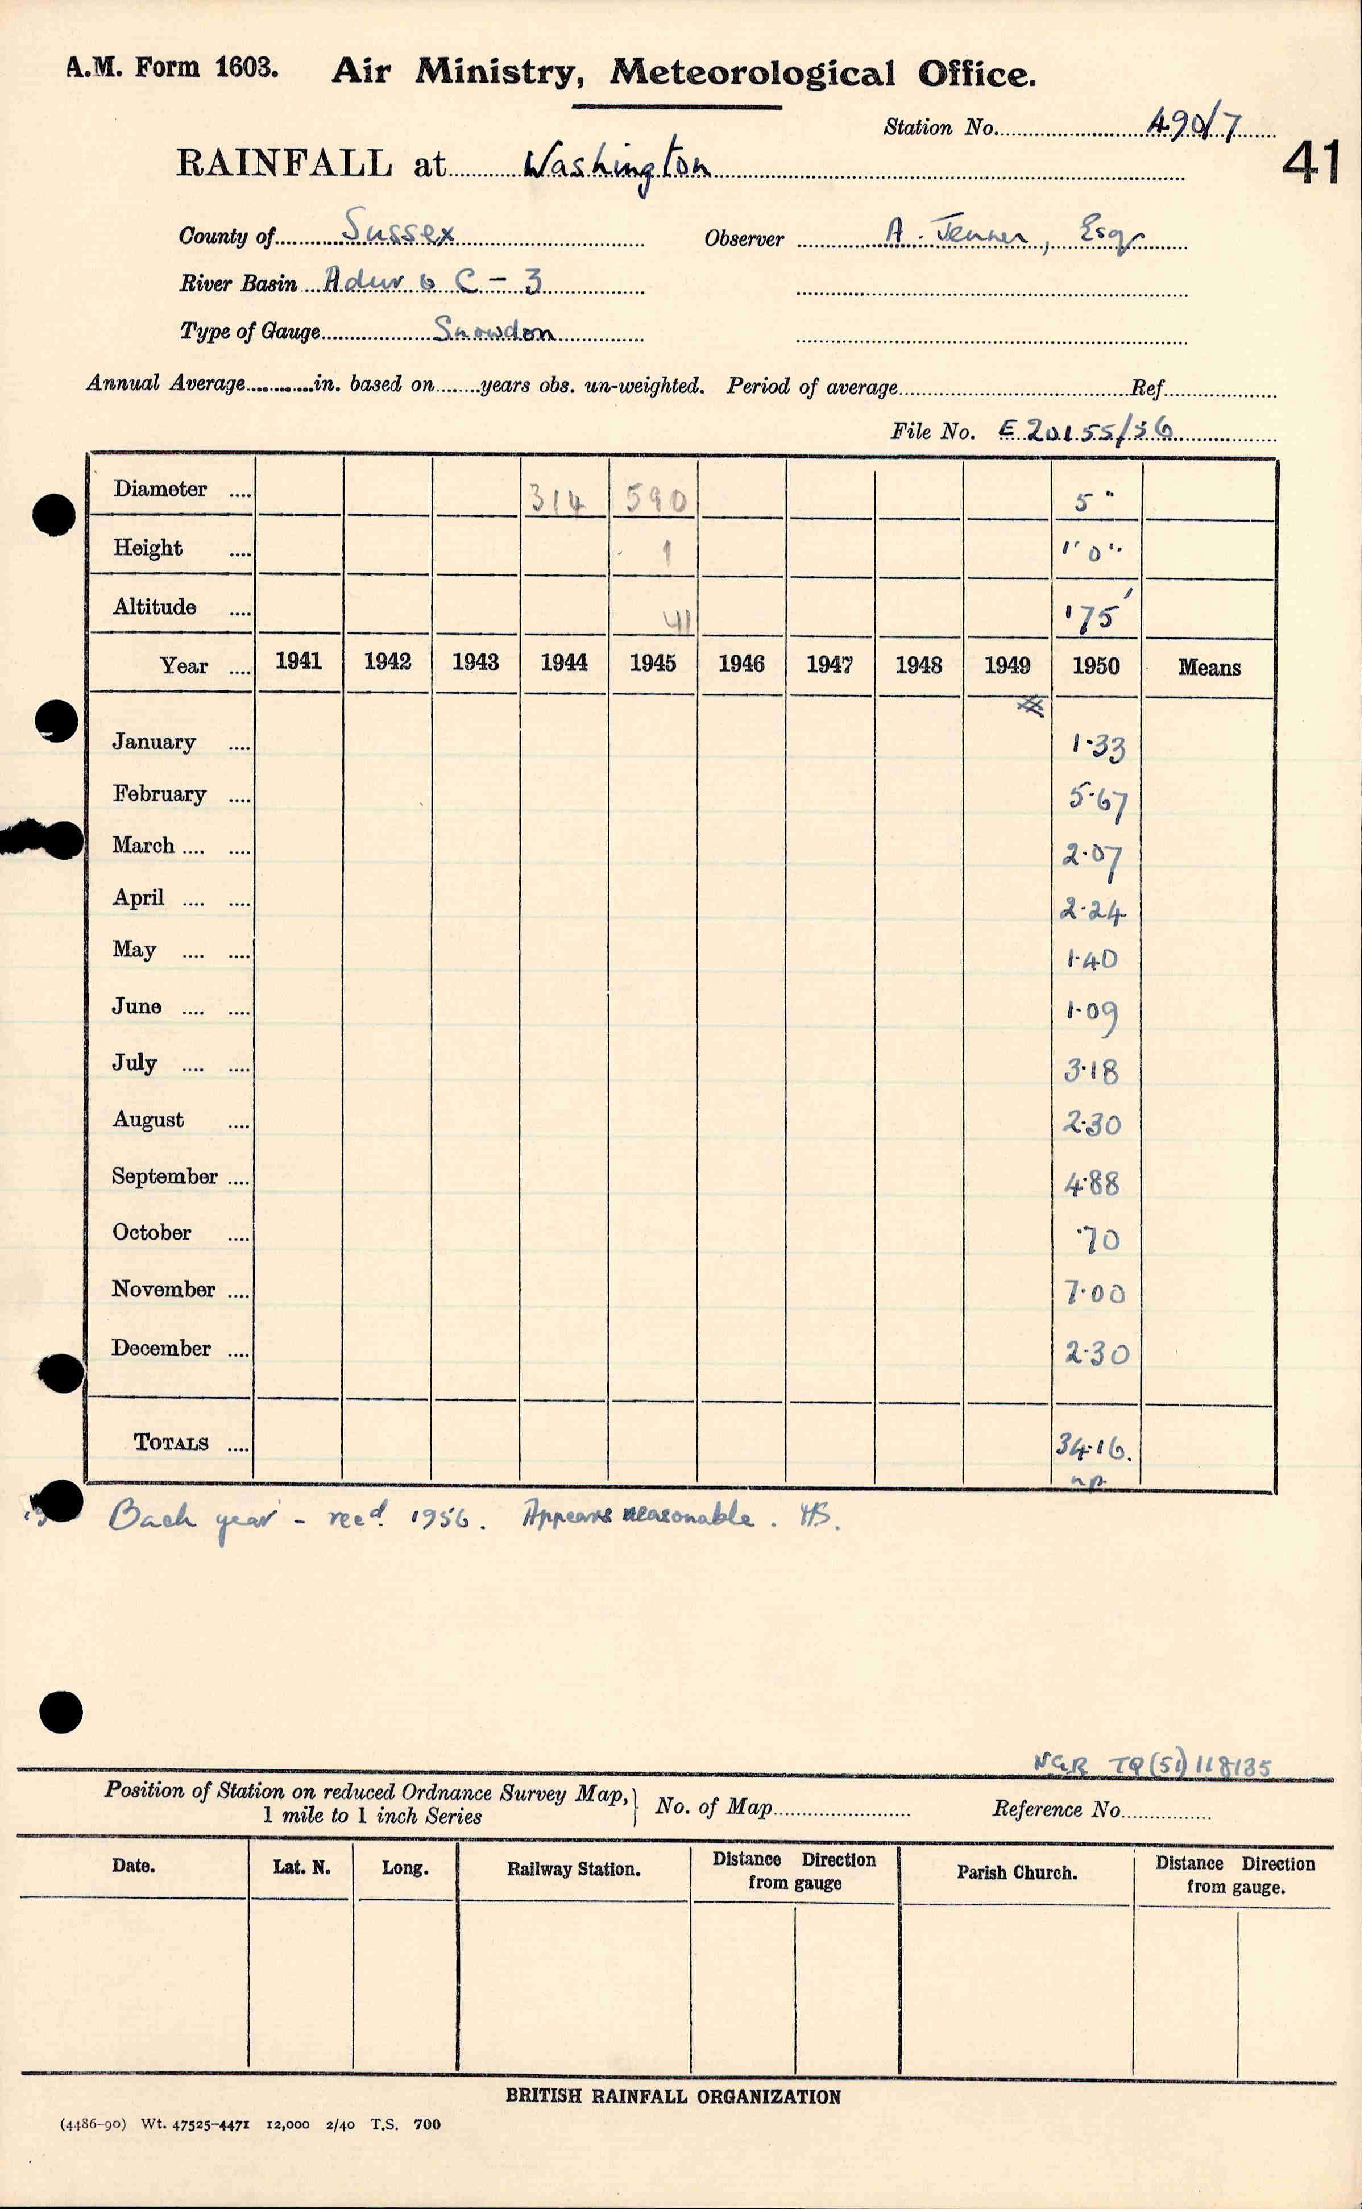 A.M. Form 1603. Air Ministry, Meteorological Office.
Station No. 490/7
RAINFALL at Washington 41
County of Sussex Observer A. Jenner, Esq
River Basin Adur C - 3
Type of Gauge Snowdon
Annual Average in. based on years obs. un-weighted. Period of average Ref.
File No. E 20155/56
Diameter .... 314 590 5"
Height .... 1 1' 0"
Altitude .... 41 175'
Year .... 1941 1942 1943 1944 1945 1946 1947 1948 1949 1950 Means
January .... 1.33
February .... 5.67
March .... .... 2.07
April .... .... 2.24
May .... .... 1.40
June .... .... 1.09
July .... .... 3.18
August .... 2.30
September .... 4.88
October .... .70
November .... 7.00
December .... 2.30
TOTALS .... 34.16.
n.p.
Back year - recd. 1956. Appears reasonable. HB.
NGR TQ (51) 118135
Position of Station on reduced Ordnance Survey Map,
1 mile to 1 inch Series } No. of Map Reference No.
Date. Lat. N. Long. Railway Station. Distance Direction from gauge Parish Church. Distance Direction from gauge.
BRITISH RAINFALL ORGANIZATION
(4486-90) Wt. 47525-4471 12,000 2/40 T.S. 700